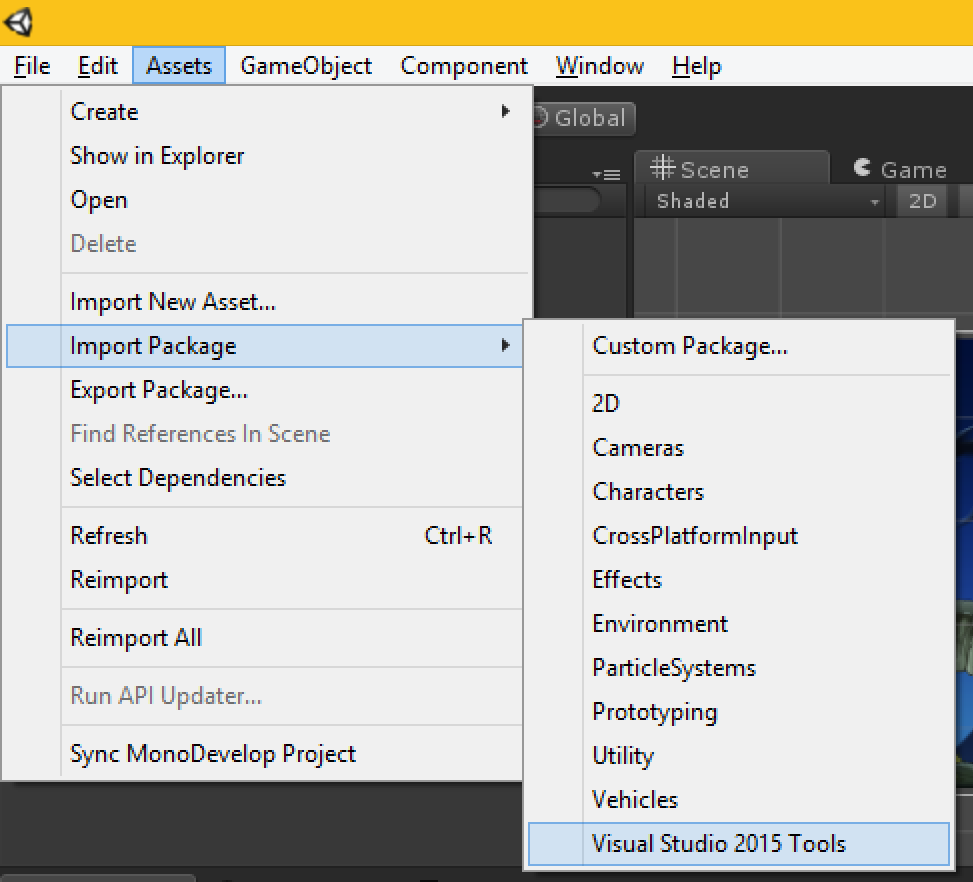 File Edit Assets GameObject Component Window Help
Create
Global
Show in Explorer
Scene Game
Open
Shaded 2D
Delete
Import New Asset...
Import Package
Export Package...
Find References In Scene
Select Dependencies
Refresh Ctrl+R
Reimport
Reimport All
Run API Updater...
Sync MonoDevelop Project
Custom Package...
2D
Cameras
Characters
CrossPlatformInput
Effects
Environment
ParticleSystems
Prototyping
Utility
Vehicles
Visual Studio 2015 Tools